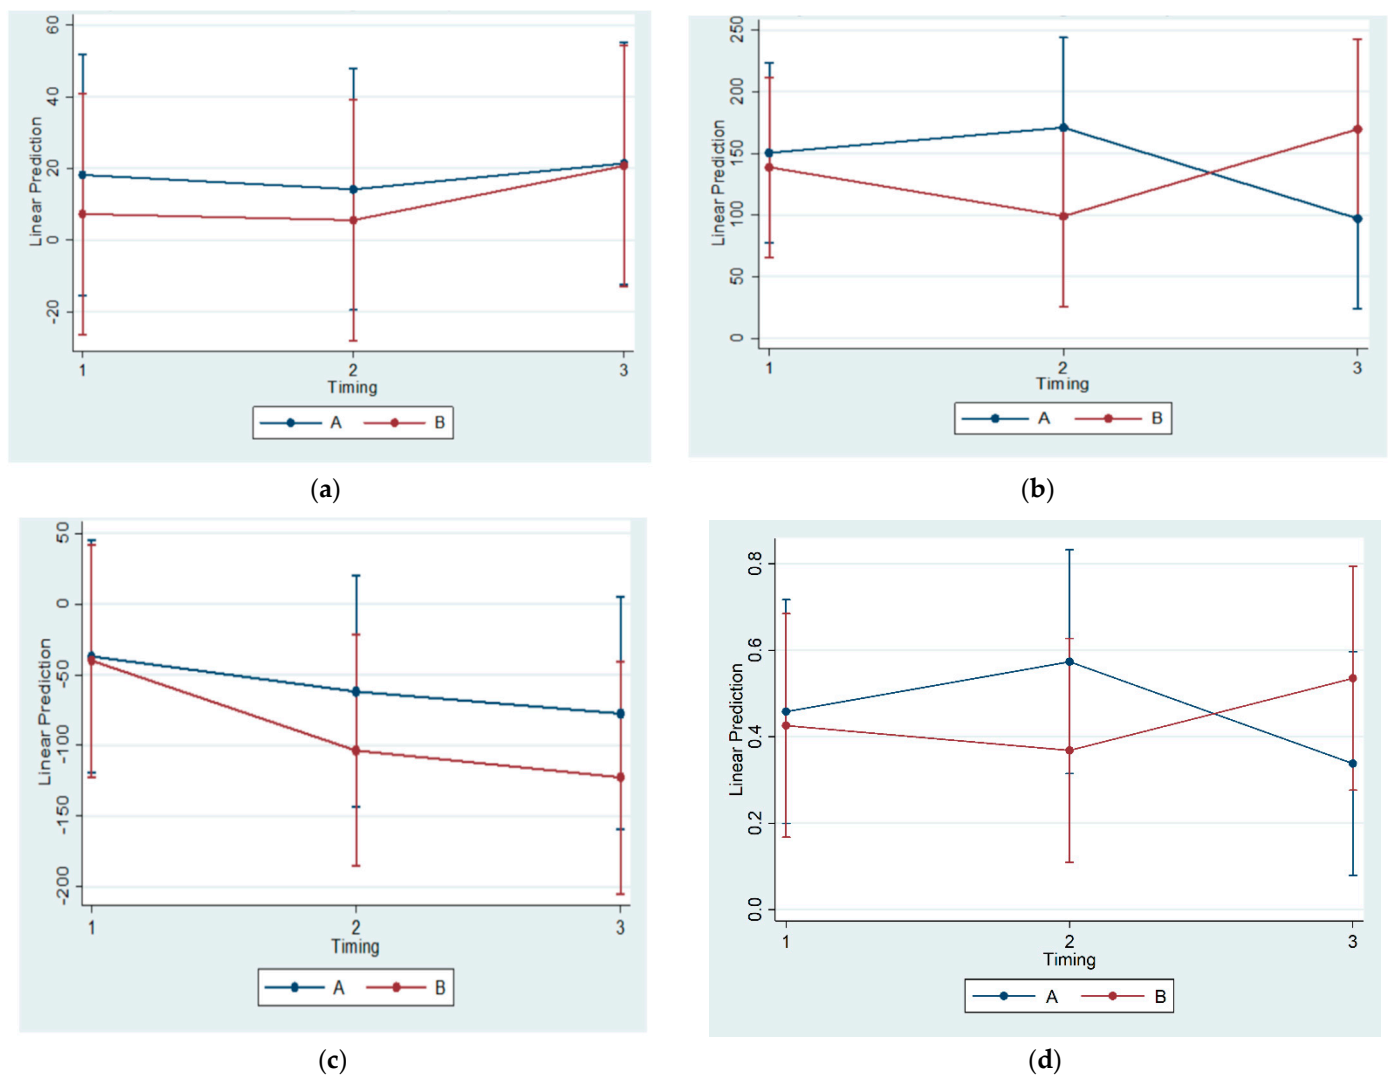 60
40
20
0
-20
Linear Prediction
1 2 3
Timing
A B
(a)
250
200
150
100
50
0
Linear Prediction
1 2 3
Timing
A B
(b)
50
0
-50
-100
-150
-200
Linear Prediction
1 2 3
Timing
A B
(c)
0.8
0.6
0.4
0.2
0.0
Linear Prediction
1 2 3
Timing
A B
(d)